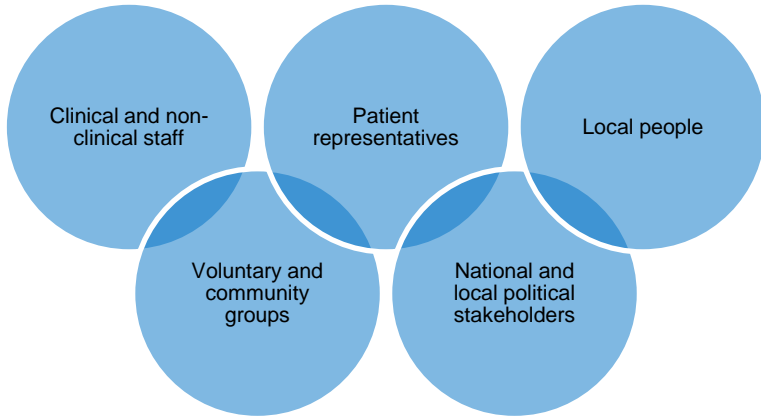 Clinical and non-
clinical staff
Patient
representatives
Local people
Voluntary and
community
groups
National and
local political
stakeholders